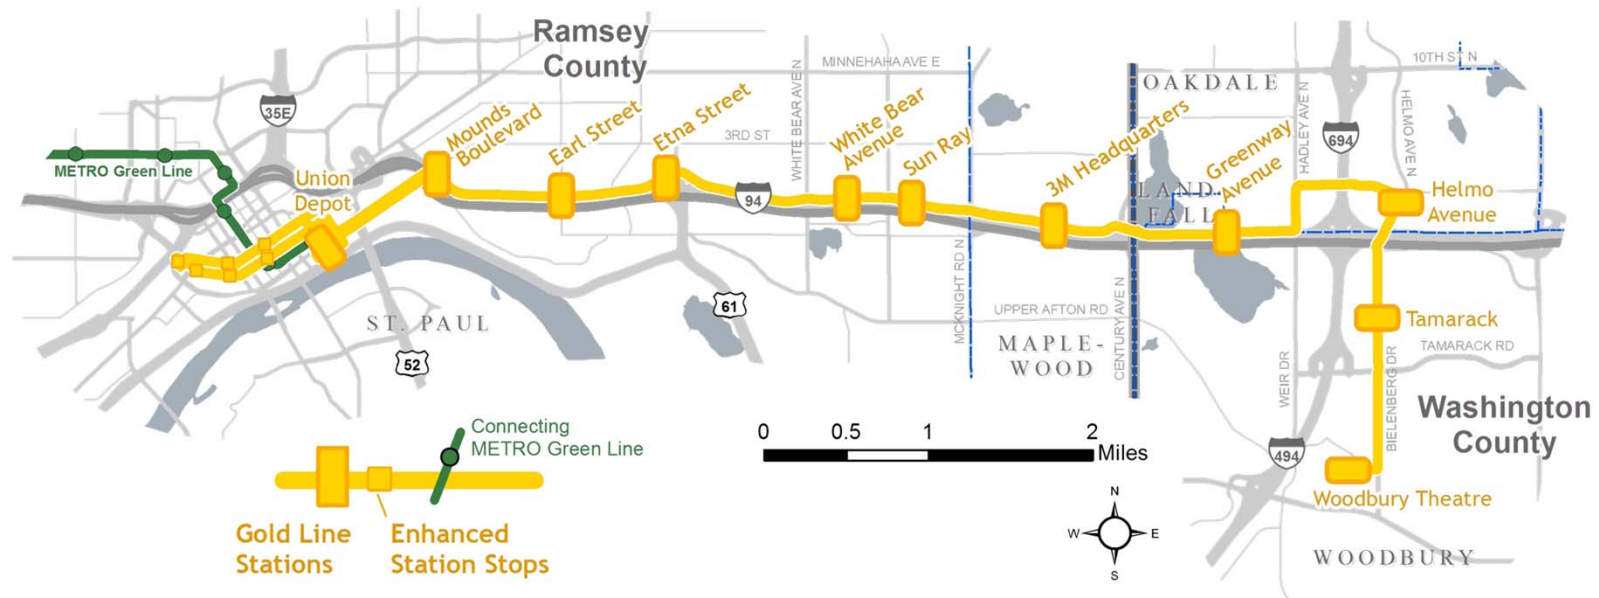 Ramsey
County
35E
METRO Green Line
Union
Depot
Mounds
Boulevard
Earl Street
Etna Street
3RD ST
94
WHITE BEAR AVE N
MINNEHAHA AVE E
White Bear
Avenue
Sun Ray
MCKNIGHT RD N
3M Headquarters
OAKDALE
LAND
FALL
Greenway
Avenue
HADLEY AVE N
694
10TH ST N
HELMO AVE N
Helmo
Avenue
ST. PAUL
52
61
UPPER AFTON RD
MAPLE-
WOOD
CENTURY AVE N
Tamarack
TAMARACK RD
WEIR DR
BIELENBERG DR
Washington
County
494
Woodbury Theatre
WOODBURY
Connecting
METRO Green Line
Gold Line
Stations
Enhanced
Station Stops
0 0.5 1 2
Miles
N
W E
S